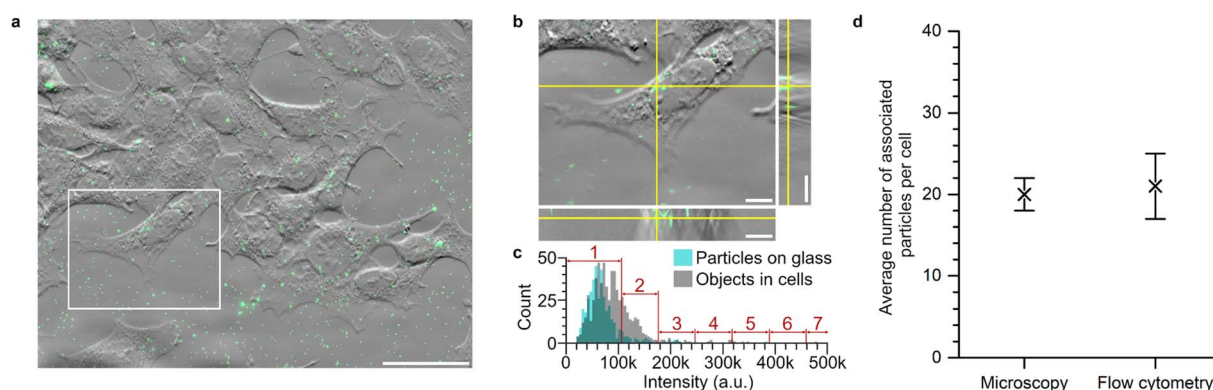 a
b
c
50
25
0
Count
1
2
3
4
5
6
7
Particles on glass
Objects in cells
0
100k
200k
300k
400k
500k
Intensity (a.u.)
d
40
30
20
10
0
Average number of associated
particles per cell
Microscopy
Flow cytometry